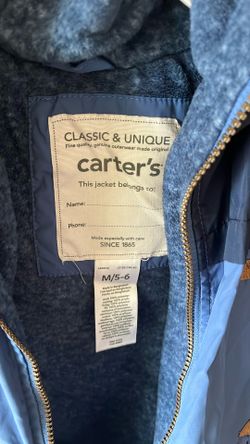 CLASSIC & UNIQUE
Fine quality, genuine outerwear made original
carter's
This jacket belongs to:
Name:
Phone:
Made especially with care
SINCE 1865
M/5-6